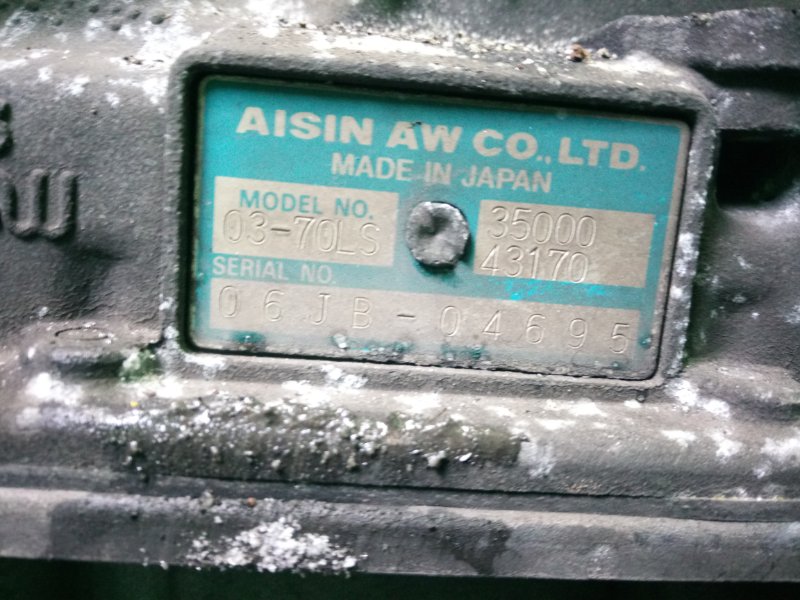 AISIN AW CO., LTD.
MADE IN JAPAN
MODEL NO.
03-70LS
35000
43170
SERIAL NO.
06JB-04695